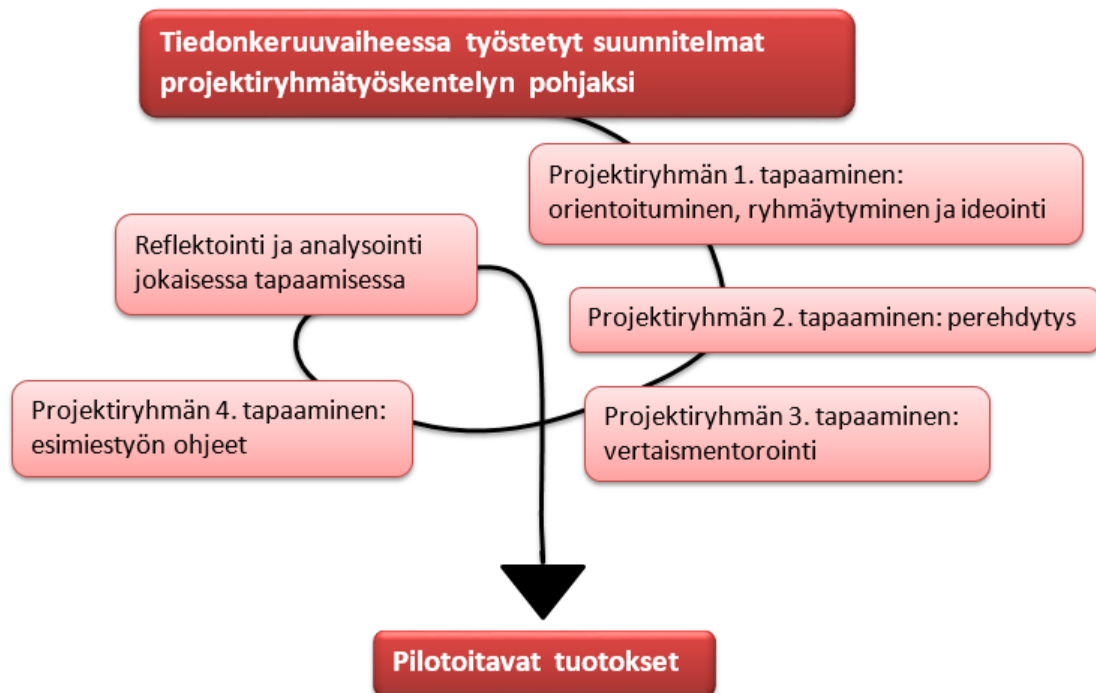 Tiedonkeruuvaiheessa työstetyt suunnitelmat
projektiryhmätyöskentelyn pohjaksi
Projektiryhmän 1. tapaaminen:
orientoituminen, ryhmäytyminen ja ideointi
Projektiryhmän 2. tapaaminen: perehdytys
Projektiryhmän 3. tapaaminen:
vertaismentorointi
Projektiryhmän 4. tapaaminen:
esimiestyön ohjeet
Reflektointi ja analysointi
jokaisessa tapaamisessa
Pilotoitavat tuotokset